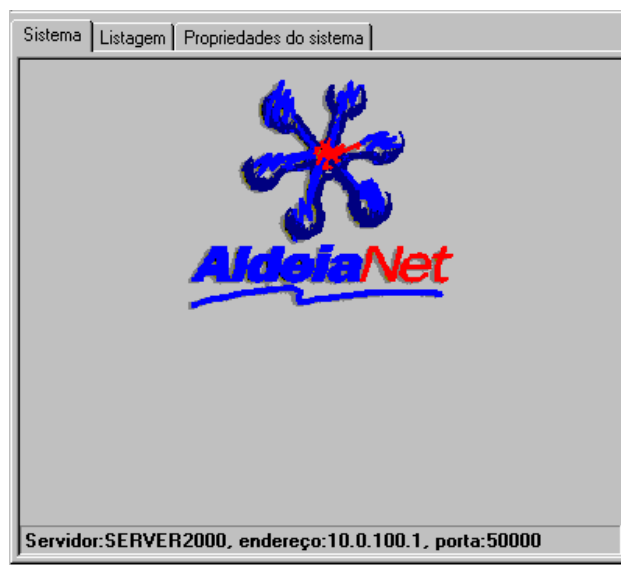 Sistema Listagem Propriedades do sistema
AldeiaNet
Servidor:SERVER2000, endereço:10.0.100.1, porta:50000